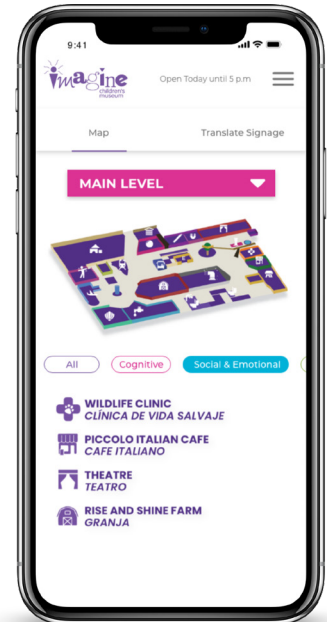 9:41
imagine
children's
museum
Open Today until 5 p.m
Map
Translate Signage
MAIN LEVEL
All
Cognitive
Social & Emotional
WILDLIFE CLINIC
CLÍNICA DE VIDA SALVAJE
PICCOLO ITALIAN CAFE
CAFE ITALIANO
THEATRE
TEATRO
RISE AND SHINE FARM
GRANJA